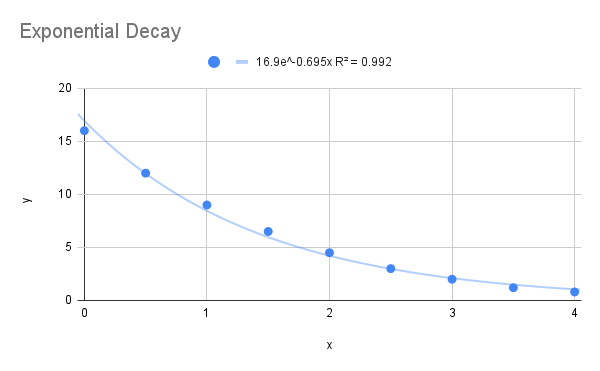 Exponential Decay
16.9e^-0.695x R² = 0.992
20
15
10
5
0
y
0 1 2 3 4
x